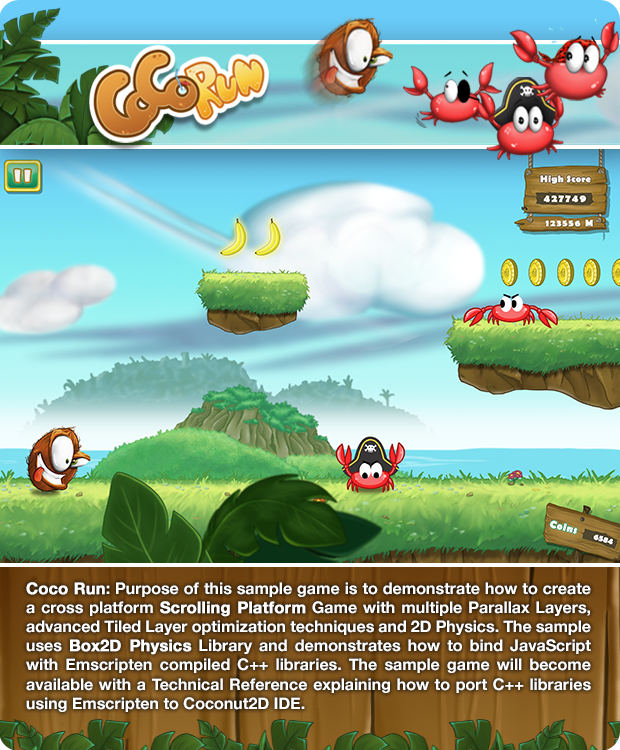 CoCo RUN
High Score
427749
123556 M
Coins
6584
Coco Run: Purpose of this sample game is to demonstrate how to create
a cross platform Scrolling Platform Game with multiple Parallax Layers,
advanced Tiled Layer optimization techniques and 2D Physics. The sample
uses Box2D Physics Library and demonstrates how to bind JavaScript
with Emscripten compiled C++ libraries. The sample game will become
available with a Technical Reference explaining how to port C++ libraries
using Emscripten to Coconut2D IDE.